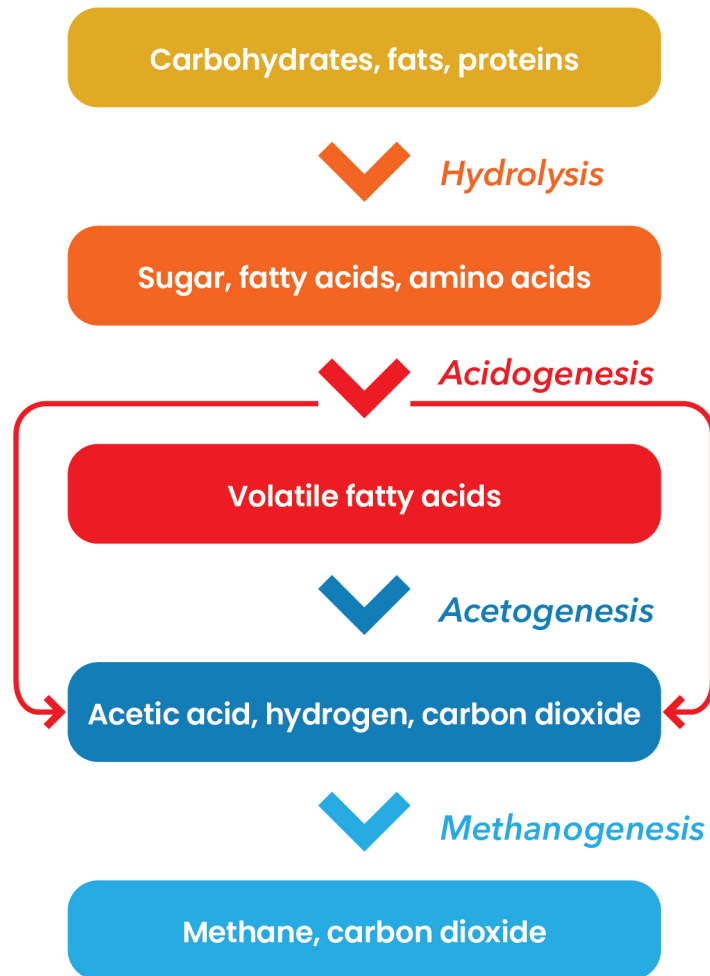 Carbohydrates, fats, proteins
Hydrolysis
Sugar, fatty acids, amino acids
Acidogenesis
Volatile fatty acids
Acetogenesis
Acetic acid, hydrogen, carbon dioxide
Methanogenesis
Methane, carbon dioxide